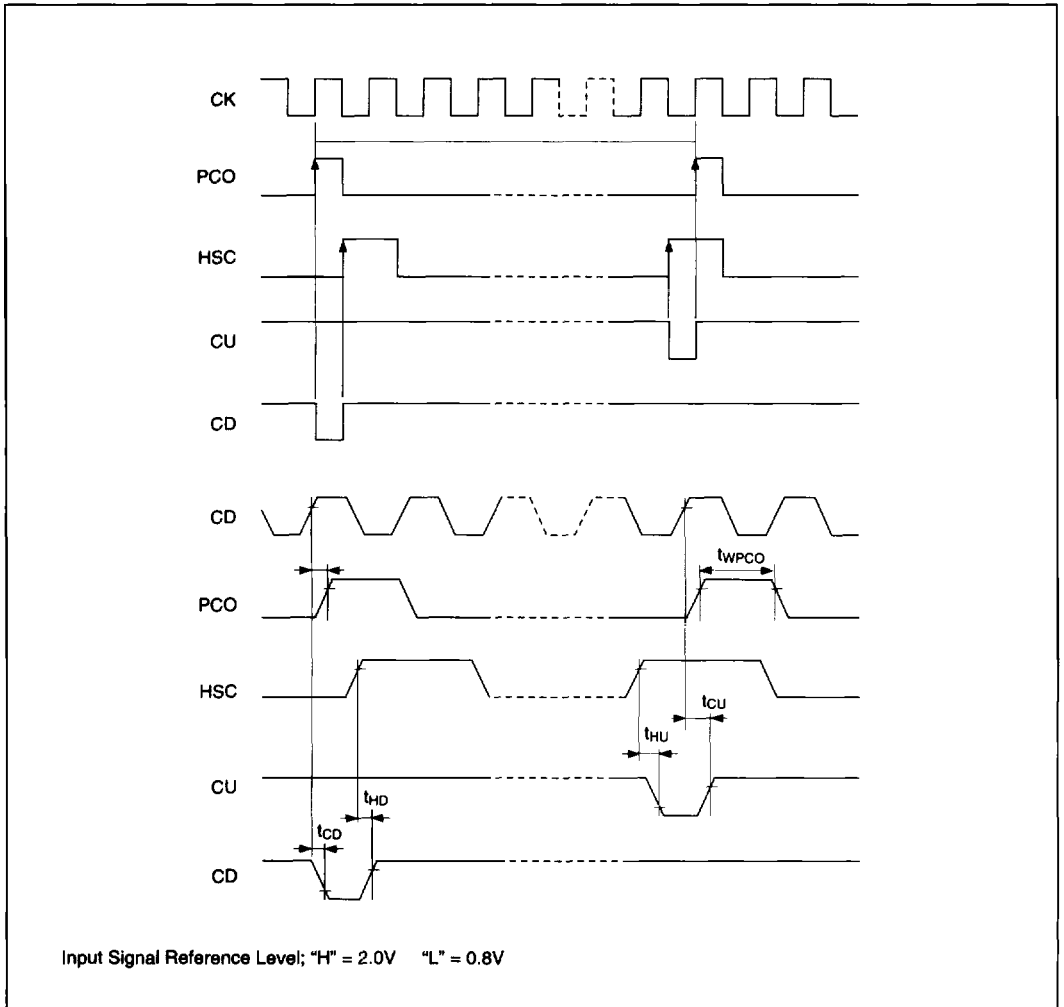 CK
PCO
HSC
CU
CD
CD
tWPCO
PCO
HSC
tCU
tHU
CU
tHD
tCD
CD
Input Signal Reference Level; “H” = 2.0V “L” = 0.8V